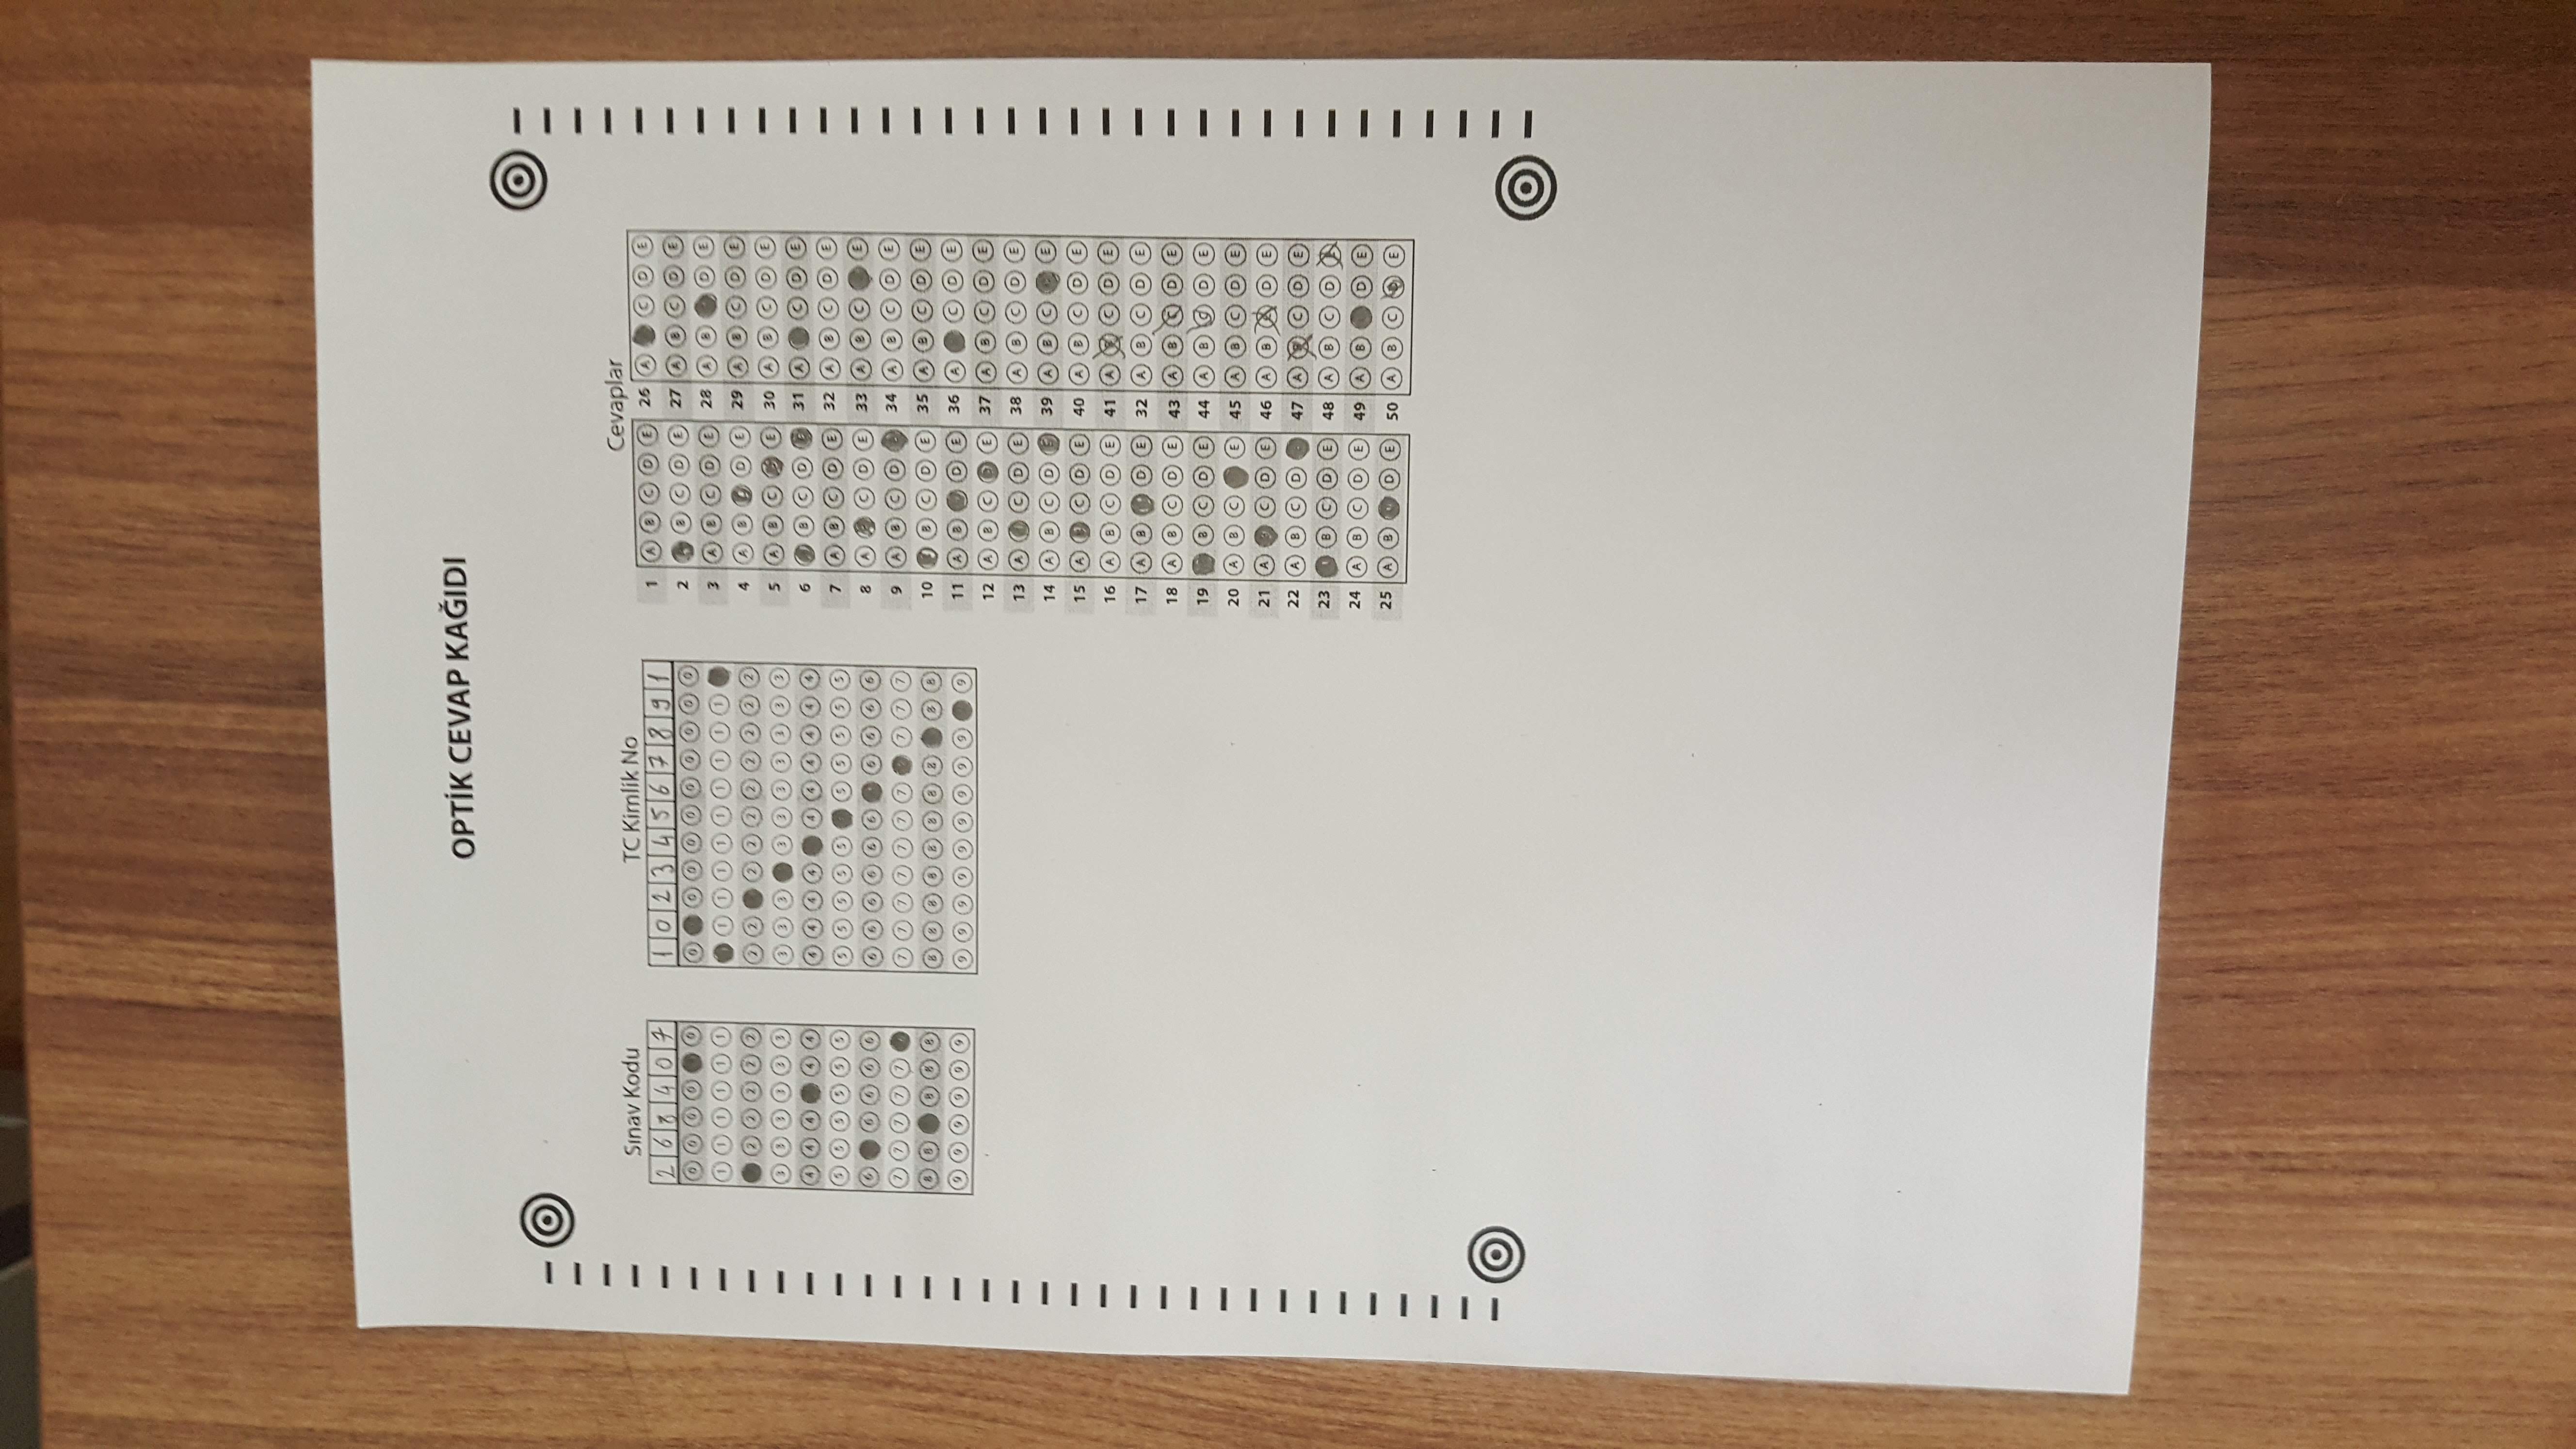 OPTİK CEVAP KAĞIDI
Sınav Kodu
2 6 8 4 0 7
0 0 0 0 0
1 1 1 1 1 1
2 2 2 2 2
3 3 3 3 3 3
4 4 4 4 4
5 5 5 5 5 5
6 6 6 6 6
7 7 7 7 7
8 8 8 8 8
9 9 9 9 9 9
TC Kimlik No
1 0 2 3 4 5 6 7 8 9 1
0 0 0 0 0 0 0 0 0 0
1 1 1 1 1 1 1 1 1
2 2 2 2 2 2 2 2 2 2
3 3 3 3 3 3 3 3 3 3
4 4 4 4 4 4 4 4 4 4
5 5 5 5 5 5 5 5 5 5
6 6 6 6 6 6 6 6 6 6
7 7 7 7 7 7 7 7 7 7
8 8 8 8 8 8 8 8 8 8
9 9 9 9 9 9 9 9 9 9
Cevaplar
1 A B C D E
2 B C D E
3 A B C D E
4 A B D E
5 A B C E
6 B C D
7 A B C D E
8 A C D E
9 A B C D
10 B C D E
11 A B D E
12 A B C E
13 A C D E
14 A B C D
15 A C D E
16 A B C D E
17 A B D E
18 A B C D E
19 B C D E
20 A B C E
21 A C D E
22 A B C D
23 B C D E
24 A B C D E
25 A B D E
26 A C D E
27 A B C D E
28 A B D E
29 A B C D E
30 A B C D E
31 A C D E
32 A B C D E
33 A B C E
34 A B C D E
35 A B C D E
36 A C D E
37 A B C D E
38 A B C D E
39 A B C E
40 A B C D E
41 A C D E
32 A B C D E
43 A B C D E
44 A B D E
45 A B C D E
46 A B D E
47 A C D E
48 A B C D
49 A B D E
50 A B C E